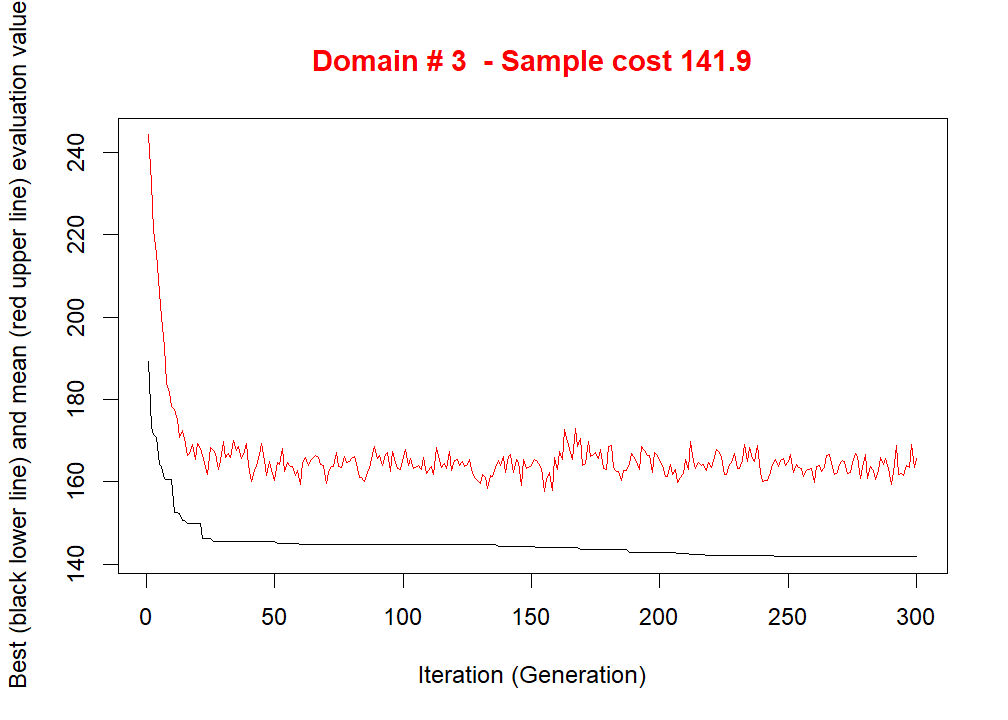 Domain # 3  - Sample cost 141.9
Best (black lower line) and mean (red upper line) evaluation value
240
220
200
180
160
140
0 50 100 150 200 250 300
Iteration (Generation)